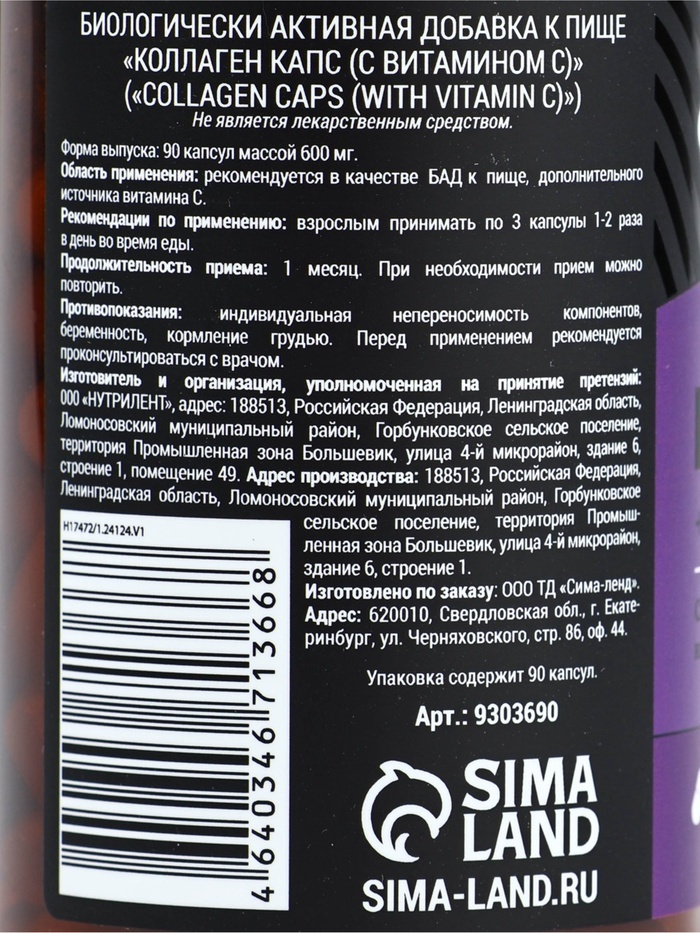 БИОЛОГИЧЕСКИ АКТИВНАЯ ДОБАВКА К ПИЩЕ
«КОЛЛАГЕН КАПС (С ВИТАМИНОМ С)»
(«COLLAGEN CAPS (WITH VITAMIN C)»)
Не является лекарственным средством.
Форма выпуска: 90 капсул массой 600 мг.
Область применения: рекомендуется в качестве БАД к пище, дополнительного
источника витамина С.
Рекомендации по применению: взрослым принимать по 3 капсулы 1-2 раза
в день во время еды.
Продолжительность приема: 1 месяц. При необходимости прием можно
повторить.
Противопоказания: индивидуальная непереносимость компонентов,
беременность, кормление грудью. Перед применением рекомендуется
проконсультироваться с врачом.
Изготовитель и организация, уполномоченная на принятие претензий:
ООО «НУТРИЛЕНТ», адрес: 188513, Российская Федерация, Ленинградская область,
Ломоносовский муниципальный район, Горбунковское сельское поселение,
территория Промышленная зона Большевик, улица 4-й микрорайон, здание 6,
строение 1, помещение 49. Адрес производства: 188513, Российская Федерация,
Ленинградская область, Ломоносовский муниципальный район, Горбунковское
сельское поселение, территория Промыш-
ленная зона Большевик, улица 4-й микрорайон,
здание 6, строение 1.
Изготовлено по заказу: ООО ТД «Сима-ленд».
Адрес: 620010, Свердловская обл., г. Екате-
ринбург, ул. Черняховского, стр. 86, оф. 44.
Упаковка содержит 90 капсул.
Арт.: 9303690
H17472/1.24124.V1
4 640346 713668
SIMA
LAND
SIMA-LAND.RU